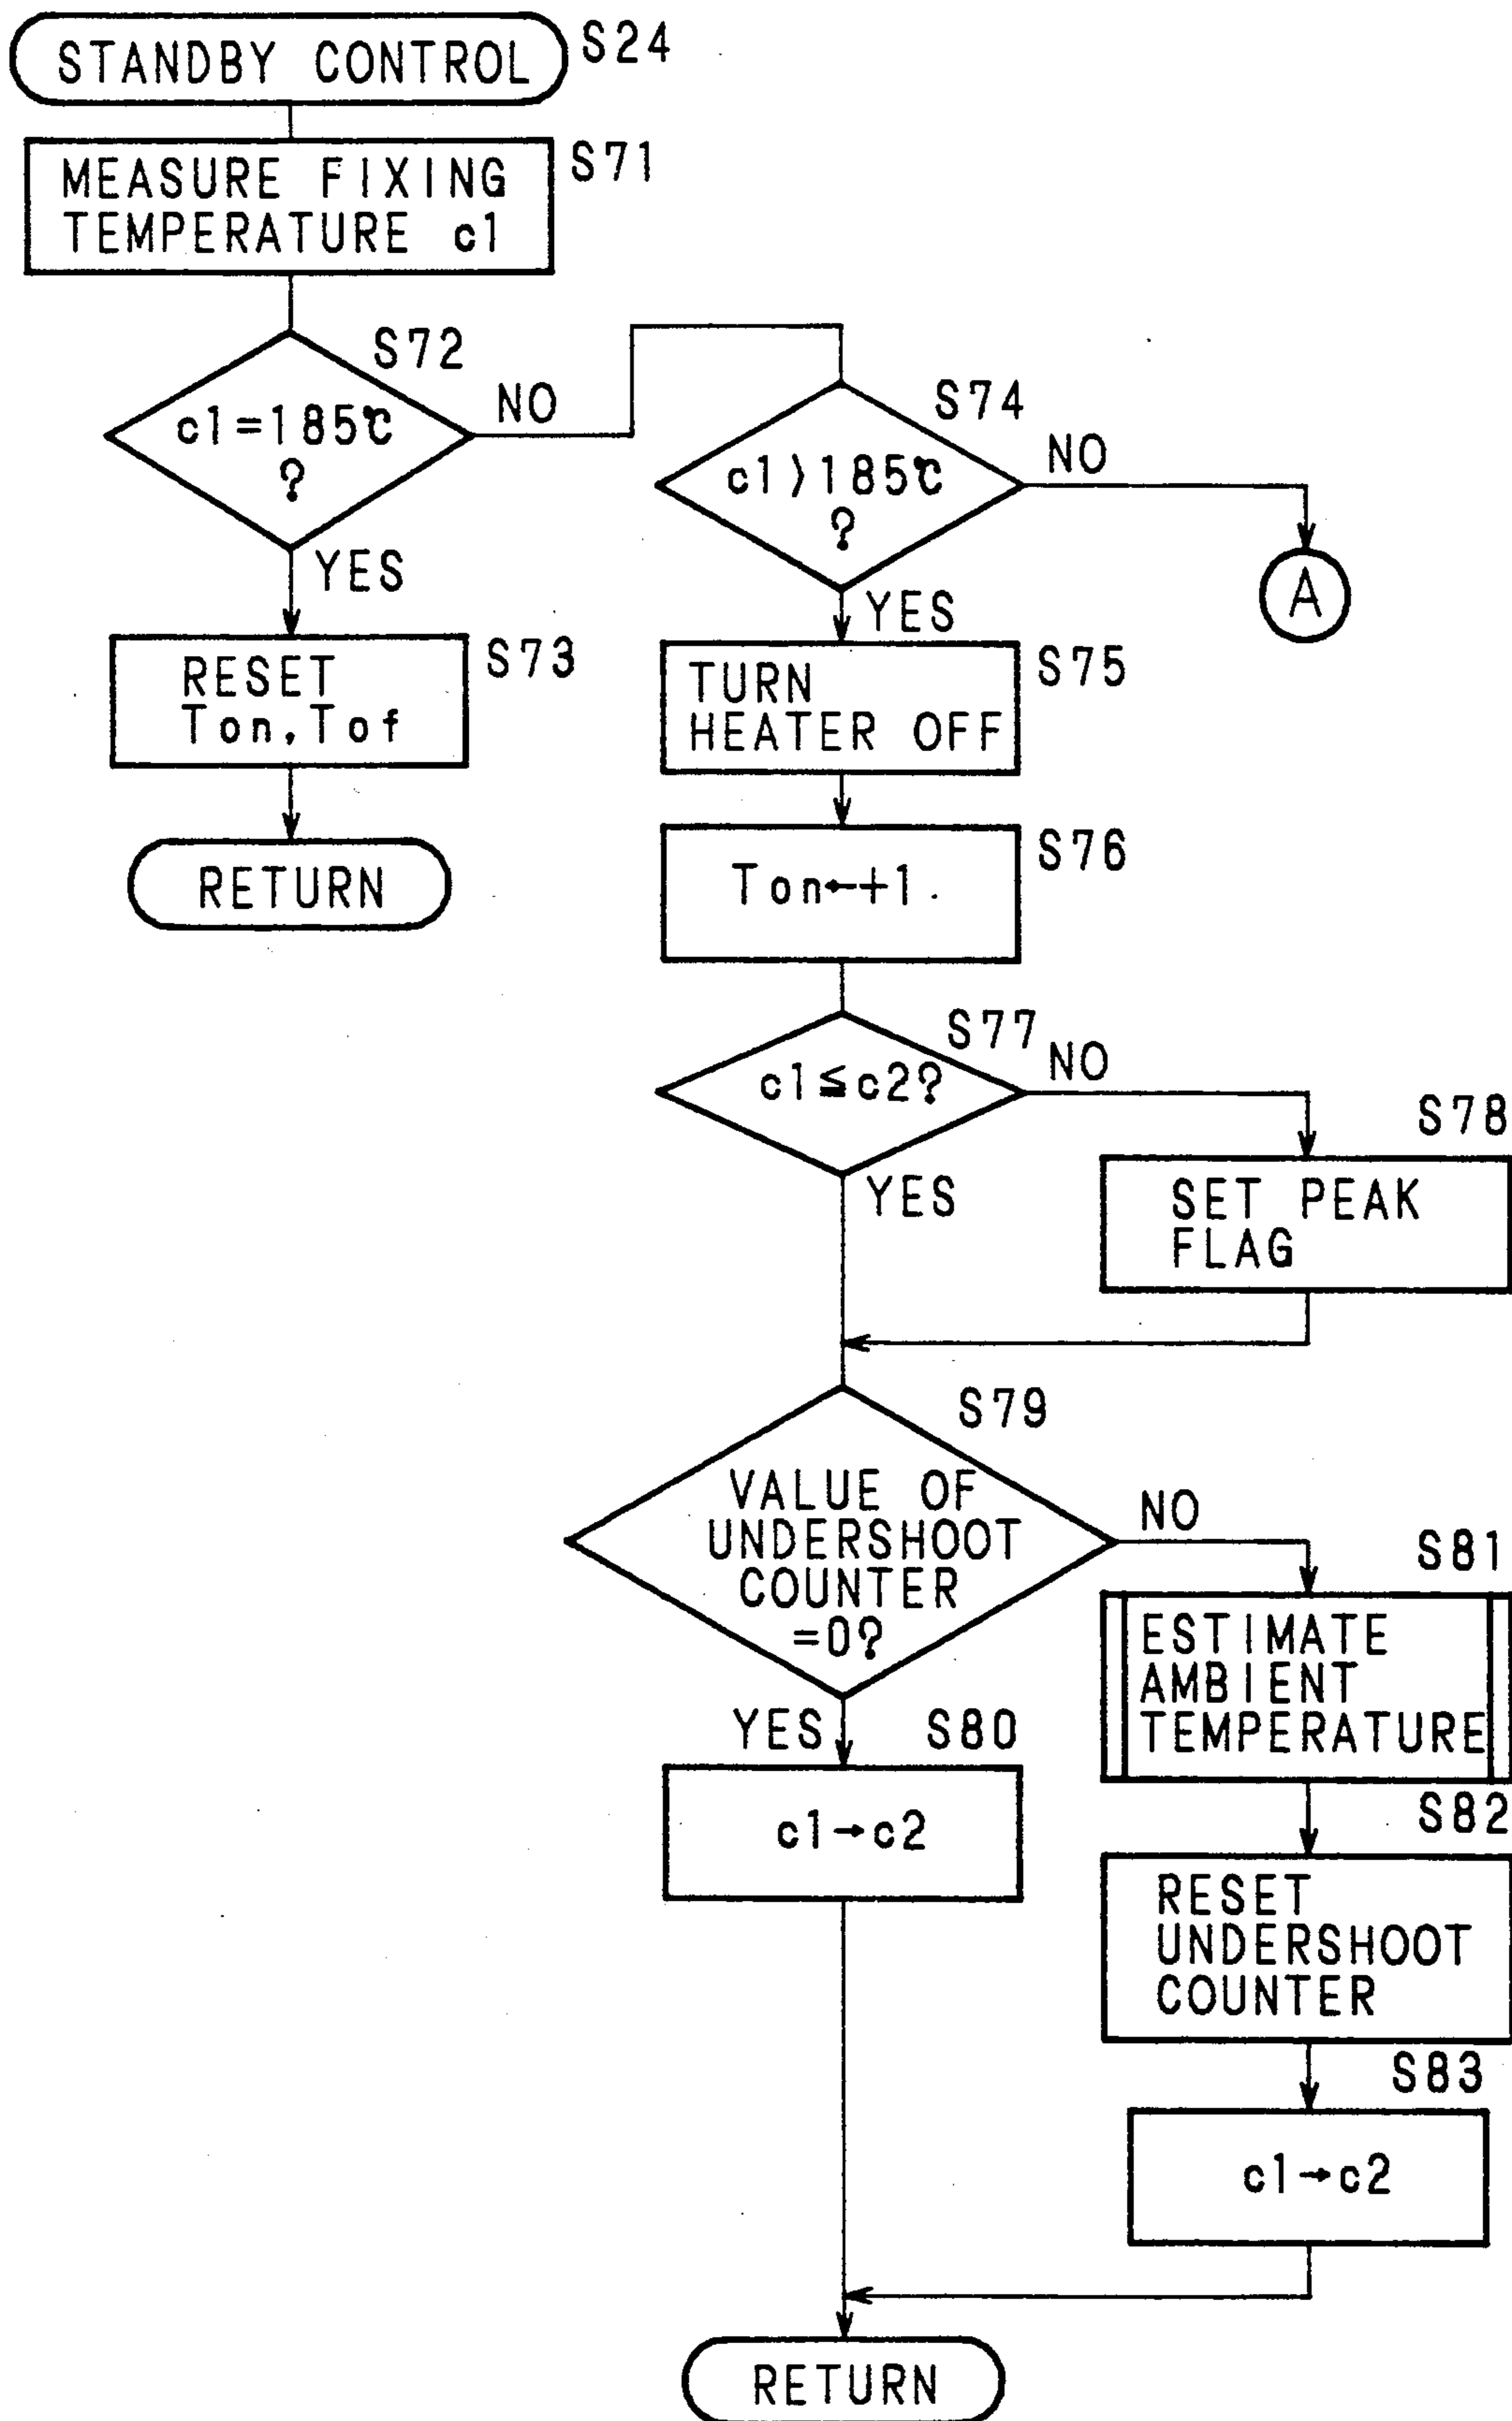 STANDBY CONTROL
S24
MEASURE FIXING
TEMPERATURE c1
S71
S72
c1=185℃
?
NO
YES
S74
c1>185℃
?
NO
A
YES
RESET
Ton,Tof
S73
RETURN
TURN
HEATER OFF
S75
Ton←+1
S76
S77
c1≦c2?
NO
YES
S78
SET PEAK
FLAG
S79
VALUE OF
UNDERSHOOT
COUNTER
=0?
NO
YES
S80
c1→c2
S81
ESTIMATE
AMBIENT
TEMPERATURE
S82
RESET
UNDERSHOOT
COUNTER
S83
c1→c2
RETURN